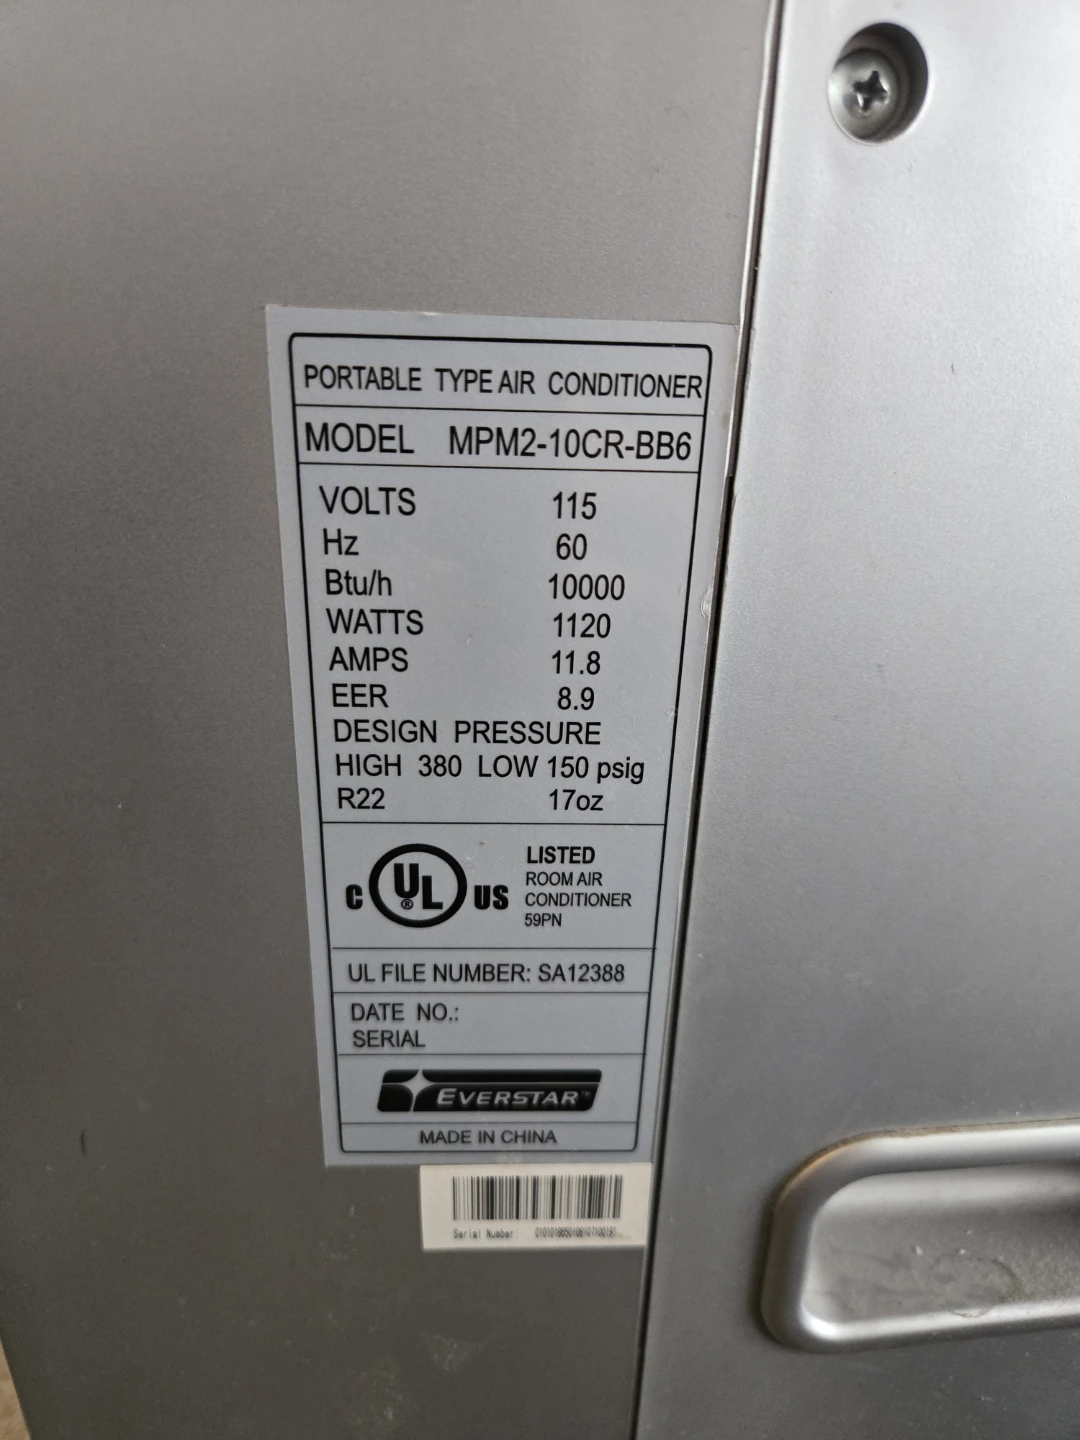 PORTABLE TYPE AIR CONDITIONER
MODEL MPM2-10CR-BB6
VOLTS 115
Hz 60
Btu/h 10000
WATTS 1120
AMPS 11.8
EER 8.9
DESIGN PRESSURE
HIGH 380 LOW 150 psig
R22 17oz
C UL® US
LISTED
ROOM AIR
CONDITIONER
59PN
UL FILE NUMBER: SA12388
DATE NO.:
SERIAL
EVERSTAR™
MADE IN CHINA
Serial Number: